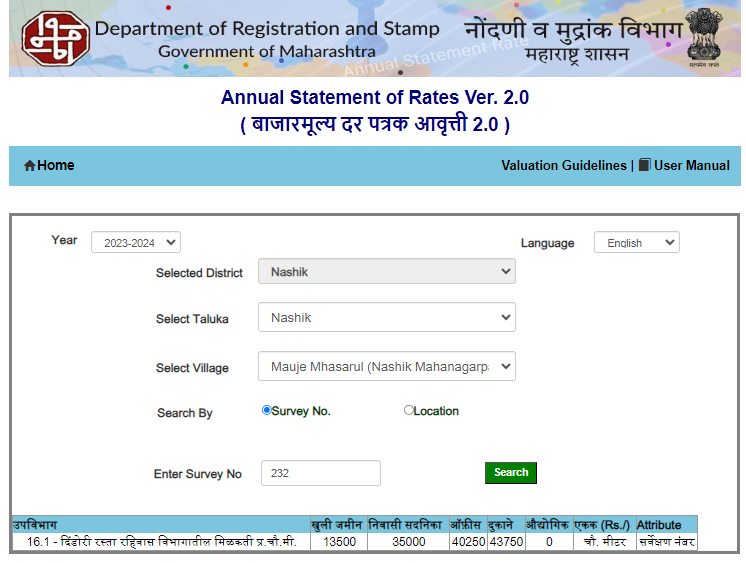 Department of Registration and Stamp
Government of Maharashtra
नोंदणी व मुद्रांक विभाग
महाराष्ट्र शासन
Annual Statement Rate
Annual Statement of Rates Ver. 2.0
( बाजारमूल्य दर पत्रक आवृत्ती 2.0 )
Home
Valuation Guidelines | User Manual
Year 2023-2024 Language English
Selected District Nashik
Select Taluka Nashik
Select Village Mauje Mhasarul (Nashik Mahanagarp
Search By Survey No. Location
Enter Survey No 232 Search
उपविभाग खुली जमीन निवासी सदनिका ऑफ़ीस दुकाने औद्योगिक एकक (Rs./) Attribute
16.1 - दिंडोरी रस्ता रहिवास विभागातील मिळकती प्र.चौ.मी. 13500 35000 40250 43750 0 चौ. मीटर सर्वेक्षण नंबर